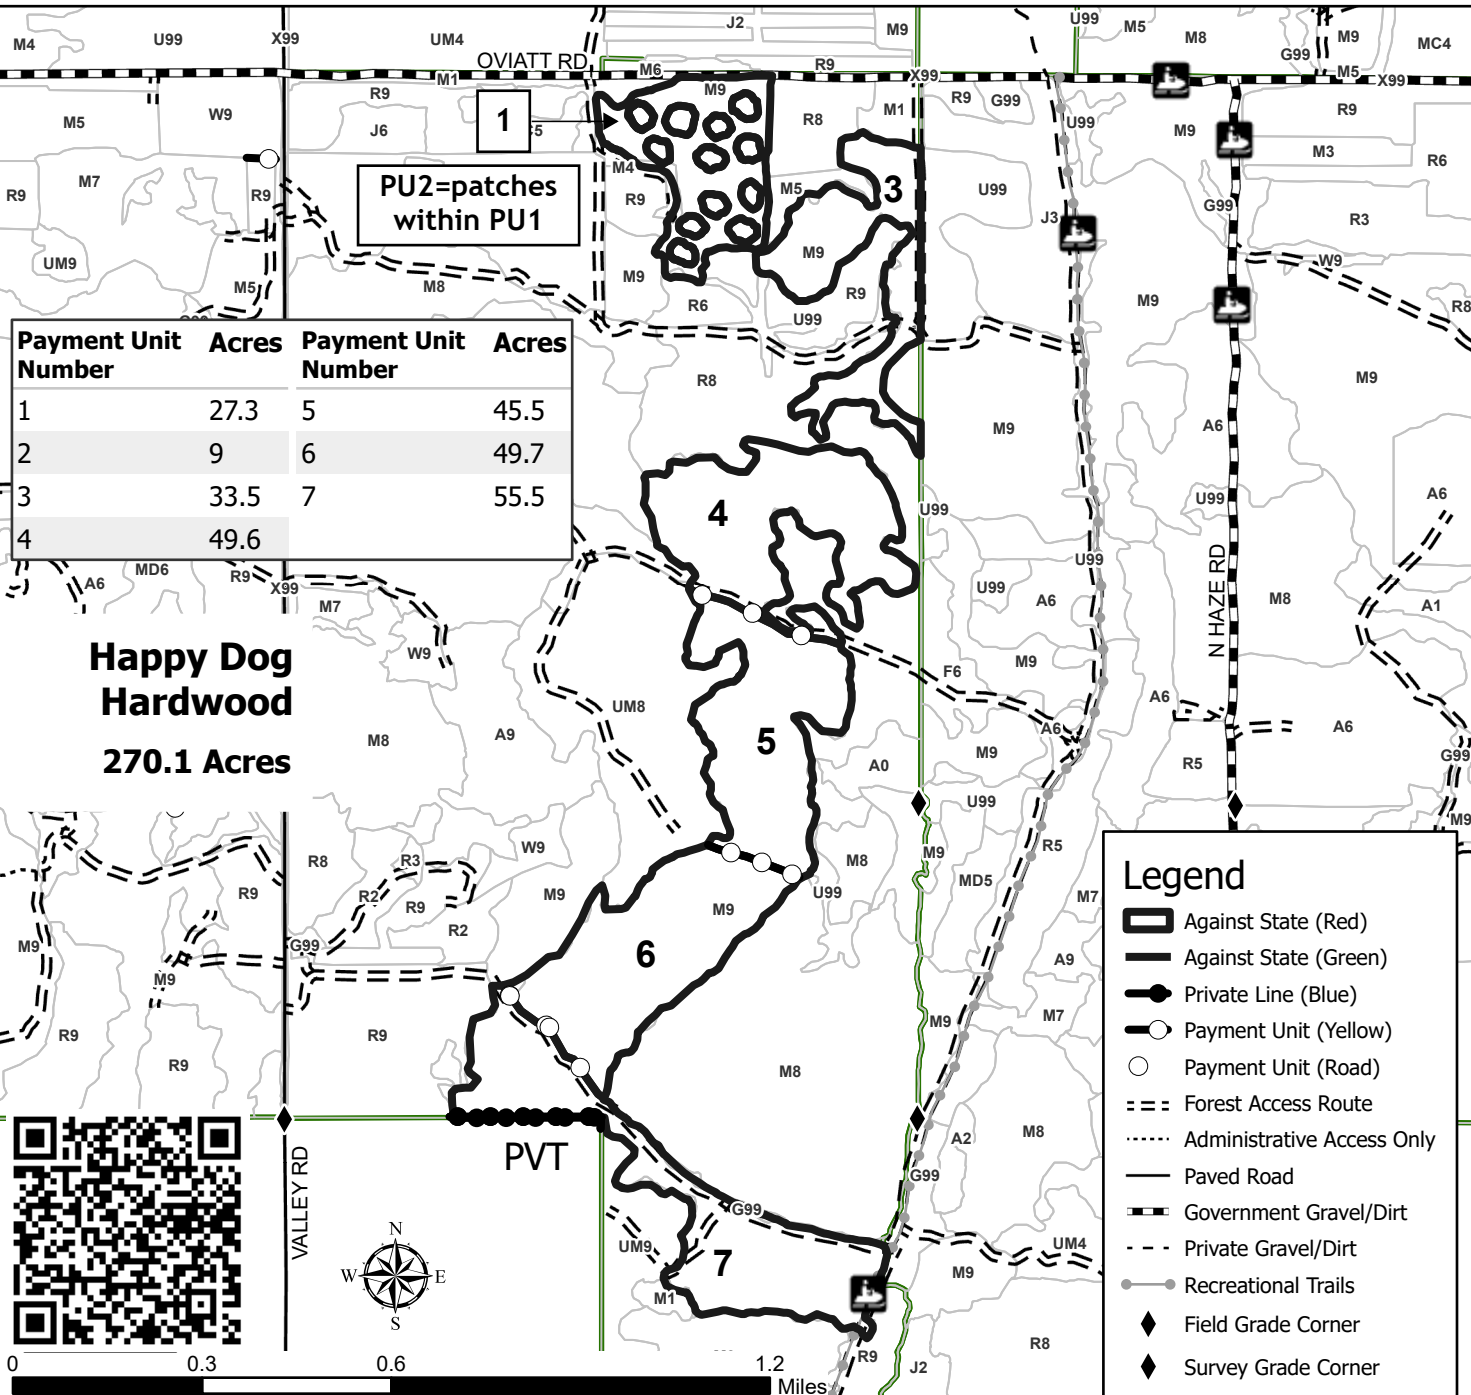 J2
M9
U99
M5
M8
M9
MC4
G99
M5
X99
M4
U99
X99
UM4
OVIATT RD
M6
R9
X99
M1
M9
R9
M5
W9
R9
J6
1
R8
M1
R9
G99
U99
M9
R9
M3
R6
PU2=patches
within PU1
M4
R9
M5
3
U99
J3
G99
R3
R9
M7
R9
UM9
M5
M8
M9
M9
R6
R9
U99
M9
W9
R8
Payment Unit Number Acres Payment Unit Number Acres
1 27.3 5 45.5
2 9 6 49.7
3 33.5 7 55.5
4 49.6
R8
M9
A6
M9
4
U99
U99
A6
N HAZE RD
A6
MD6
R9
X99
M7
U99
U99
A6
M8
A1
Happy Dog
Hardwood
270.1 Acres
W9
M8
A9
UM8
5
A0
F6
M9
M9
A6
A6
R5
A6
G99
M9
U99
R8
R3
R2
R9
R2
W9
M9
M9
U99
M8
M9
MD5
R5
M7
R9
M9
G99
M9
6
A9
R9
R9
R9
M8
M9
M7
PVT
VALLEY RD
A2
M8
G99
G99
UM9
7
M1
M9
UM4
R9
J2
R8
N
W
E
S
Legend
Against State (Red)
Against State (Green)
Private Line (Blue)
Payment Unit (Yellow)
Payment Unit (Road)
Forest Access Route
Administrative Access Only
Paved Road
Government Gravel/Dirt
Private Gravel/Dirt
Recreational Trails
Field Grade Corner
Survey Grade Corner
0 0.3 0.6 1.2
Miles